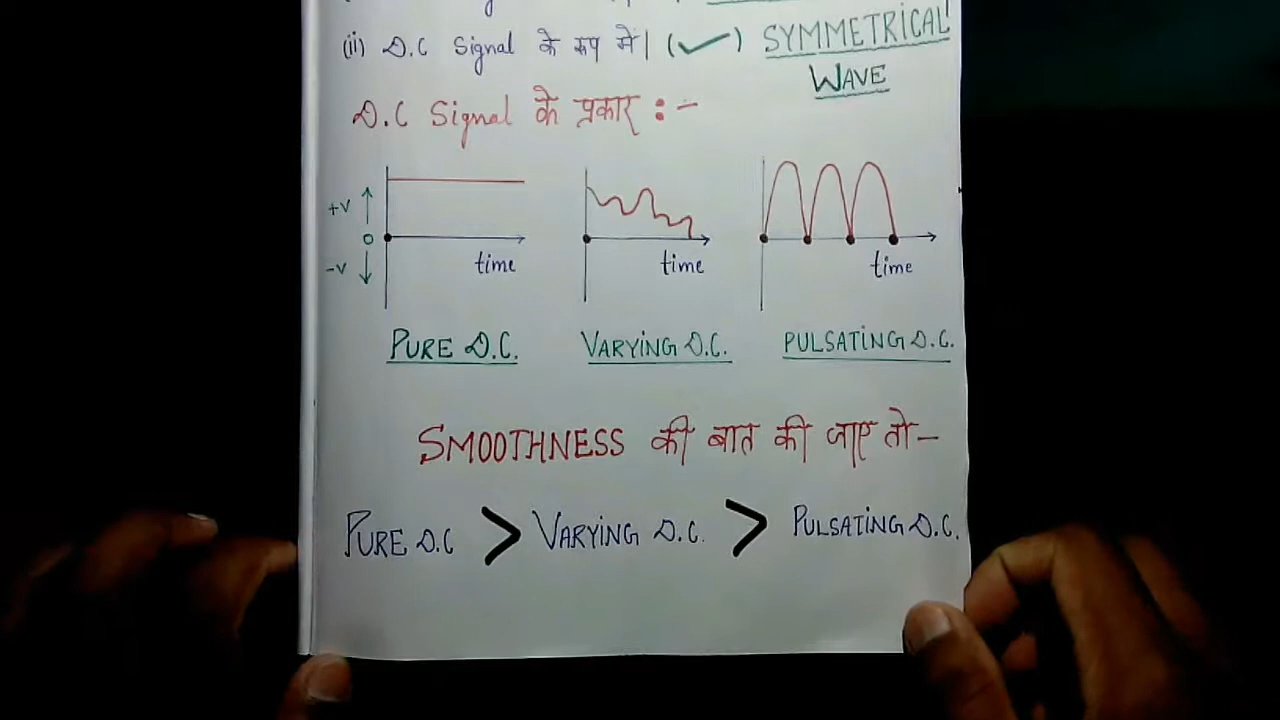 (ii) D.C Signal के रूप में। (✓) SYMMETRICAL
WAVE
D.C Signal के प्रकार :-
+V
0
-V
time
time
time
PURE D.C.
VARYING D.C.
PULSATING D.C.
SMOOTHNESS की बात की जाए तो-
PURE D.C > VARYING D.C. > PULSATING D.C.